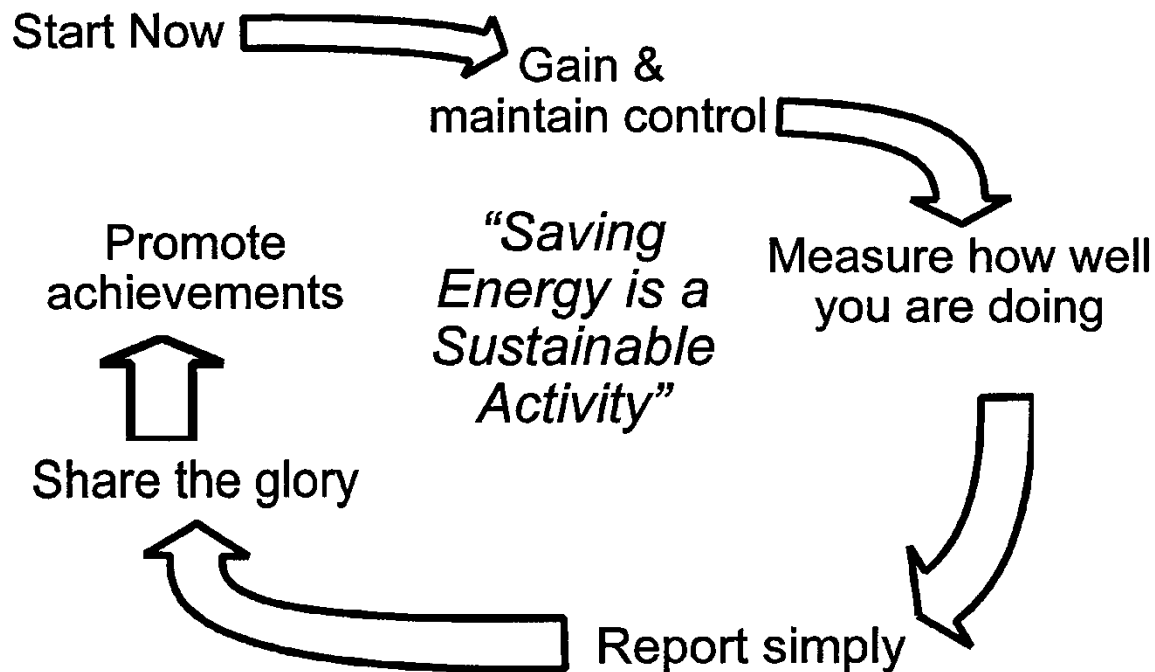 Start Now
Gain &
maintain control
Measure how well
you are doing
Report simply
Share the glory
Promote
achievements
“Saving
Energy is a
Sustainable
Activity”